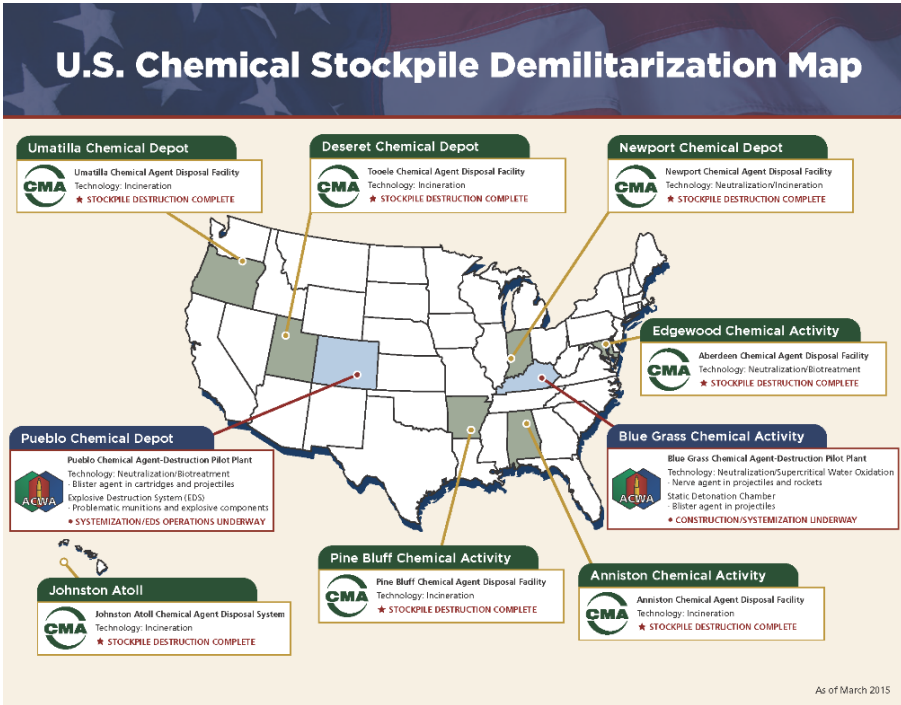 U.S. Chemical Stockpile Demilitarization Map
Umatilla Chemical Depot
CMA
Umatilla Chemical Agent Disposal Facility
Technology: Incineration
★ STOCKPILE DESTRUCTION COMPLETE
Deseret Chemical Depot
CMA
Tooele Chemical Agent Disposal Facility
Technology: Incineration
★ STOCKPILE DESTRUCTION COMPLETE
Newport Chemical Depot
CMA
Newport Chemical Agent Disposal Facility
Technology: Neutralization/Incineration
★ STOCKPILE DESTRUCTION COMPLETE
Edgewood Chemical Activity
CMA
Aberdeen Chemical Agent Disposal Facility
Technology: Neutralization/Biotreatment
★ STOCKPILE DESTRUCTION COMPLETE
Pueblo Chemical Depot
ACWA
Pueblo Chemical Agent-Destruction Pilot Plant
Technology: Neutralization/Biotreatment
· Blister agent in cartridges and projectiles
Explosive Destruction System (EDS)
· Problematic munitions and explosive components
• SYSTEMIZATION/EDS OPERATIONS UNDERWAY
Blue Grass Chemical Activity
ACWA
Blue Grass Chemical Agent-Destruction Pilot Plant
Technology: Neutralization/Supercritical Water Oxidation
· Nerve agent in projectiles and rockets
Static Detonation Chamber
· Blister agent in projectiles
• CONSTRUCTION/SYSTEMIZATION UNDERWAY
Johnston Atoll
CMA
Johnston Atoll Chemical Agent Disposal System
Technology: Incineration
★ STOCKPILE DESTRUCTION COMPLETE
Pine Bluff Chemical Activity
CMA
Pine Bluff Chemical Agent Disposal Facility
Technology: Incineration
★ STOCKPILE DESTRUCTION COMPLETE
Anniston Chemical Activity
CMA
Anniston Chemical Agent Disposal Facility
Technology: Incineration
★ STOCKPILE DESTRUCTION COMPLETE
As of March 2015